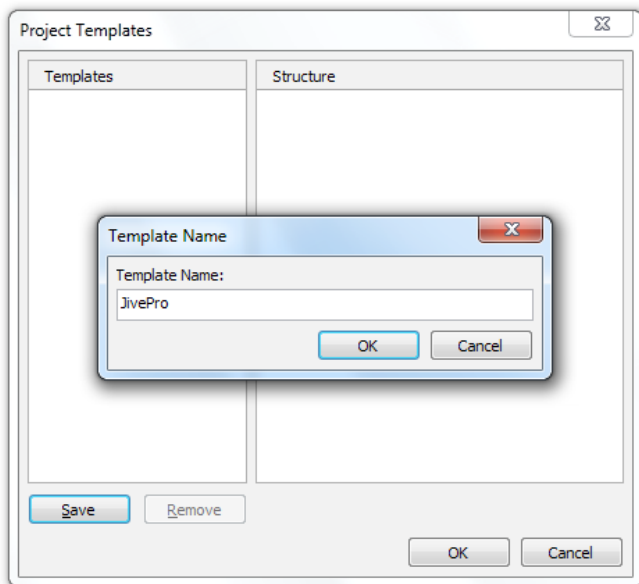 Project Templates
Templates
Structure
Template Name
Template Name:
JivePro
OK
Cancel
Save
Remove
OK
Cancel